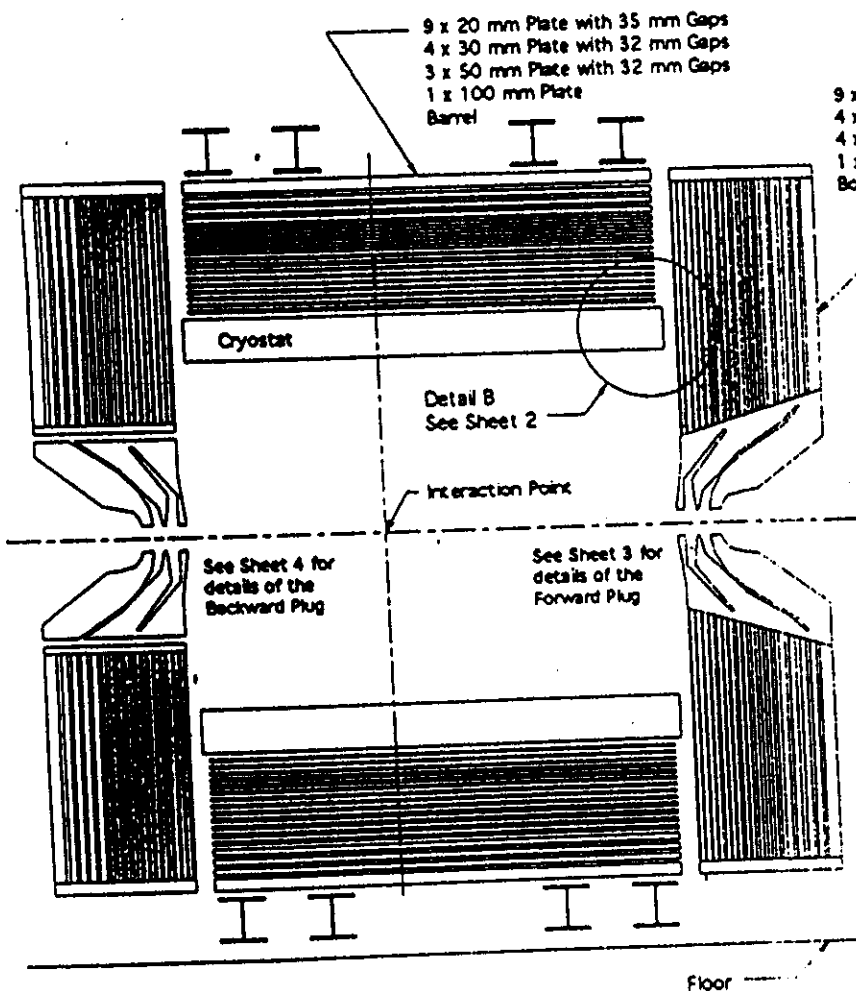 9 x 20 mm Plate with 35 mm Gaps
4 x 30 mm Plate with 32 mm Gaps
3 x 50 mm Plate with 32 mm Gaps
1 x 100 mm Plate
Barrel
9 x
4 x
4 x
1 x
Cryostat
Detail B
See Sheet 2
Interaction Point
See Sheet 4 for
details of the
Backward Plug
See Sheet 3 for
details of the
Forward Plug
Floor